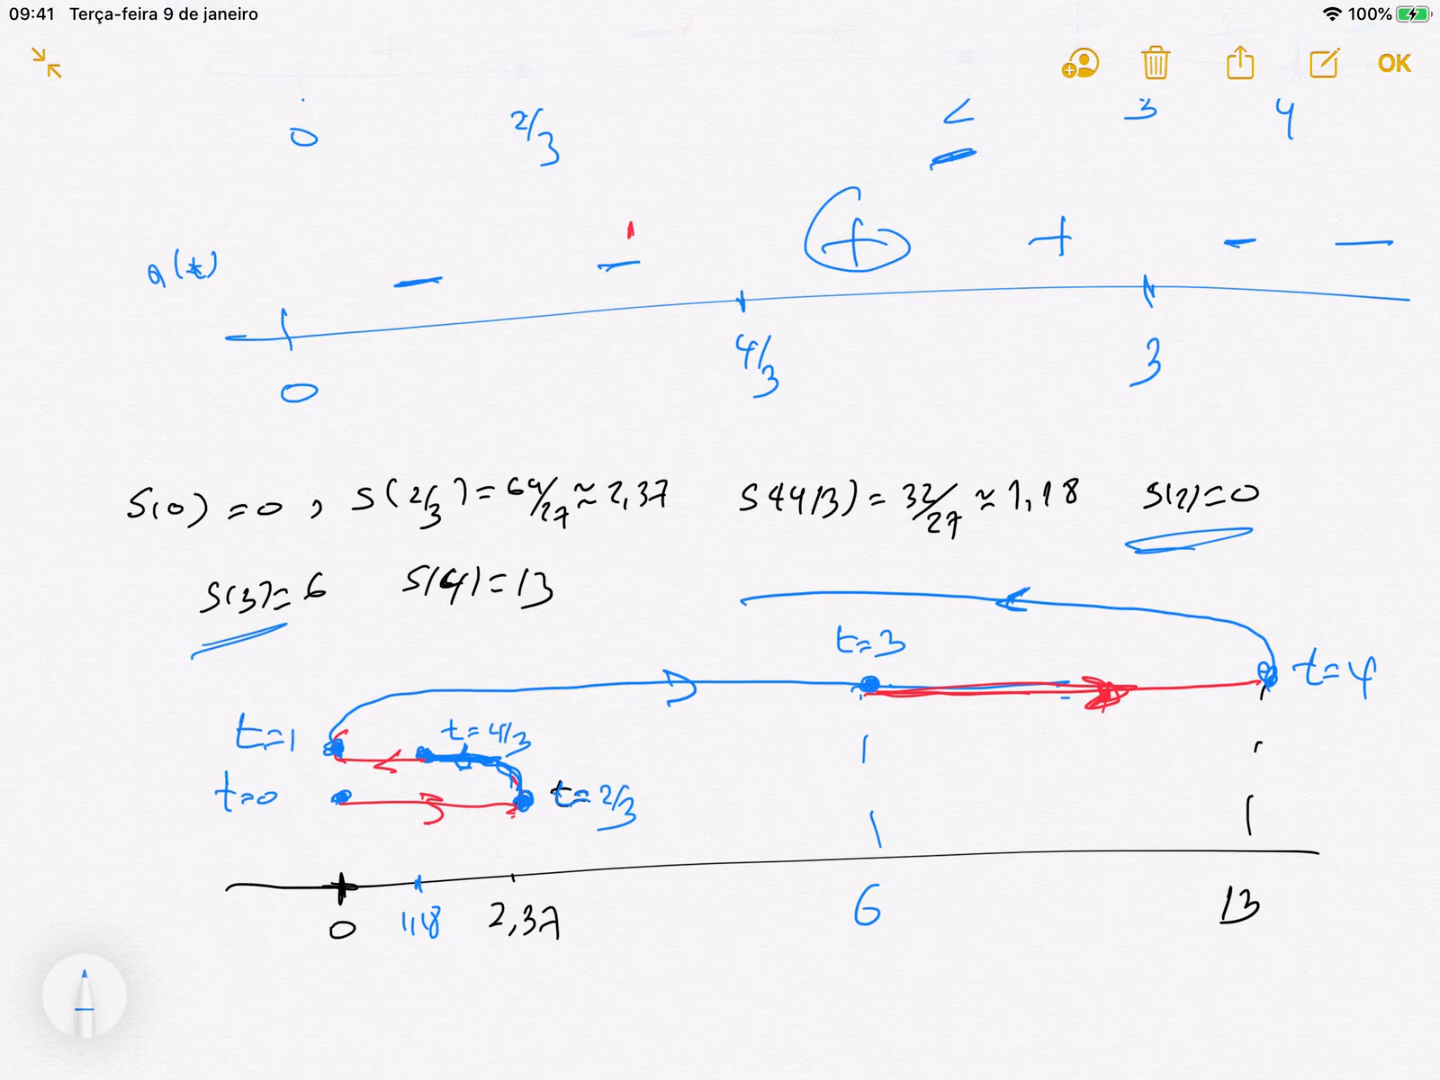 09:41 Terça-feira 9 de janeiro 100%
OK
0 2/3 2 3 4
a(t) - - + + - -
0 4/3 3
S(0)=0, S(2/3)=64/27≈2,37 S(4/3)=32/27≈1,18 S(2)=0
S(3)=6 S(4)=13
t=3
t=4
t=1 t=4/3
t=0 t=2/3
0 1,18 2,37 6 13